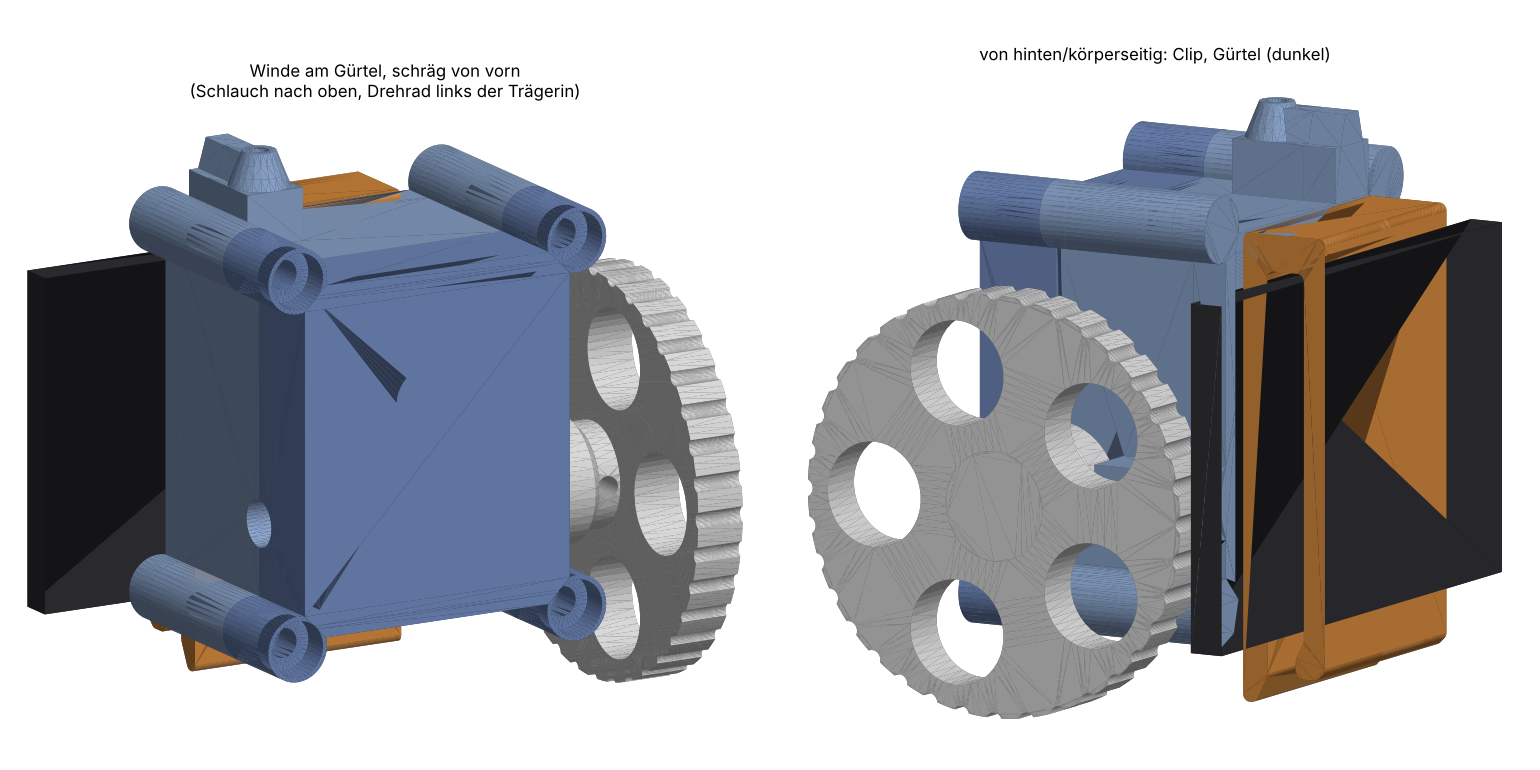 Winde am Gürtel, schräg von vorn
(Schlauch nach oben, Drehrad links der Trägerin)
von hinten/körperseitig: Clip, Gürtel (dunkel)